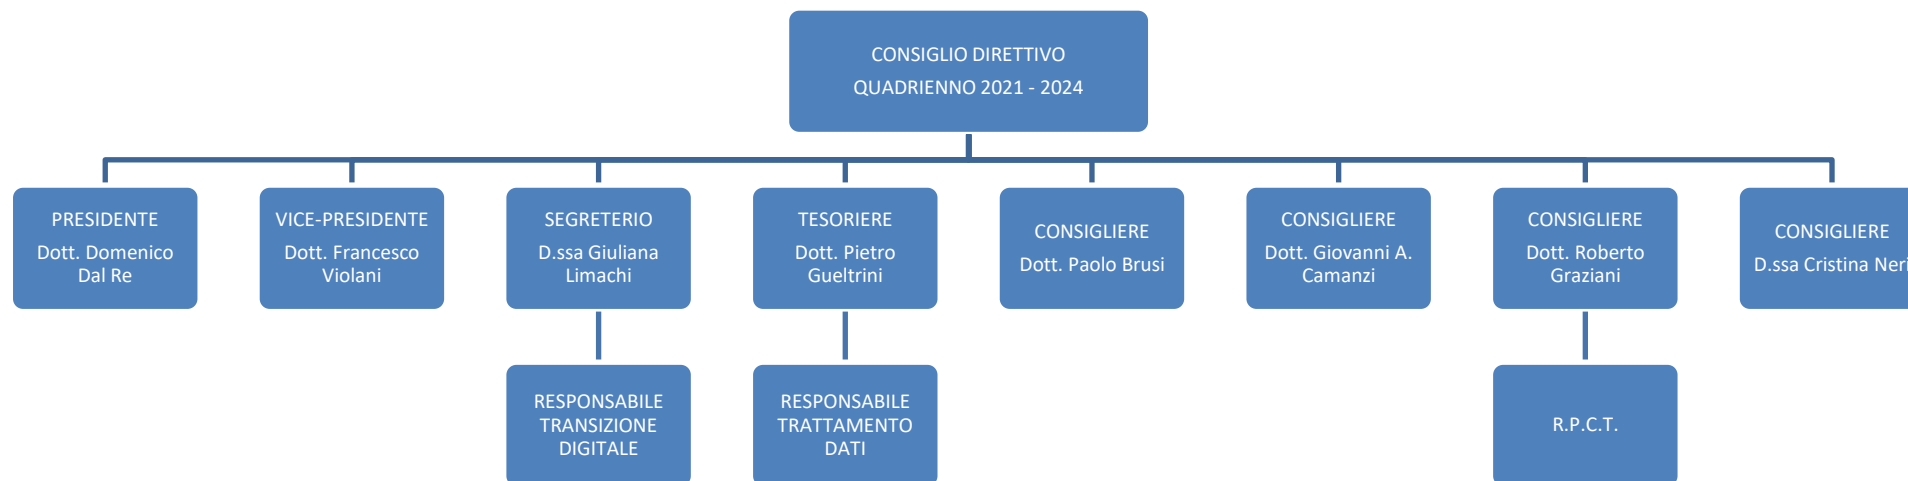 CONSIGLIO DIRETTIVO
QUADRIENNO 2021 - 2024
PRESIDENTE
Dott. Domenico
Dal Re
VICE-PRESIDENTE
Dott. Francesco
Violani
SEGRETERIO
D.ssa Giuliana
Limachi
TESORIERE
Dott. Pietro
Gueltrini
CONSIGLIERE
Dott. Paolo Brusi
CONSIGLIERE
Dott. Giovanni A.
Camanzi
CONSIGLIERE
Dott. Roberto
Graziani
CONSIGLIERE
D.ssa Cristina Neri
RESPONSABILE
TRANSIZIONE
DIGITALE
RESPONSABILE
TRATTAMENTO
DATI
R.P.C.T.